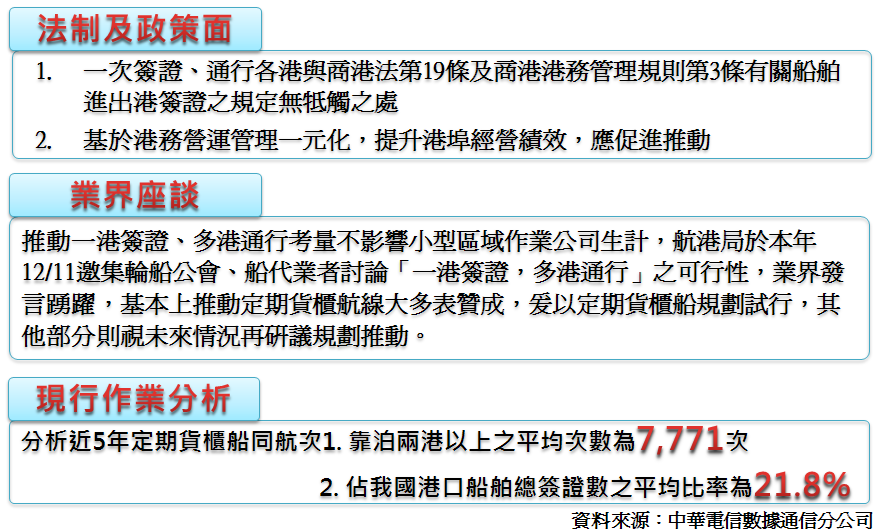 法制及政策面
1. 一次簽證、通行各港與商港法第19條及商港港務管理規則第3條有關船舶
進出港簽證之規定無牴觸之處
2. 基於港務營運管理一元化，提升港埠經營績效，應促進推動
業界座談
推動一港簽證、多港通行考量不影響小型區域作業公司生計，航港局於本年
12/11邀集輪船公會、船代業者討論「一港簽證，多港通行」之可行性，業界發
言踴躍，基本上推動定期貨櫃航線大多表贊成，爰以定期貨櫃船規劃試行，其
他部分則視未來情況再研議規劃推動。
現行作業分析
分析近5年定期貨櫃船同航次1. 靠泊兩港以上之平均次數為7,771次
2. 佔我國港口船舶總簽證數之平均比率為21.8%
資料來源：中華電信數據通信分公司